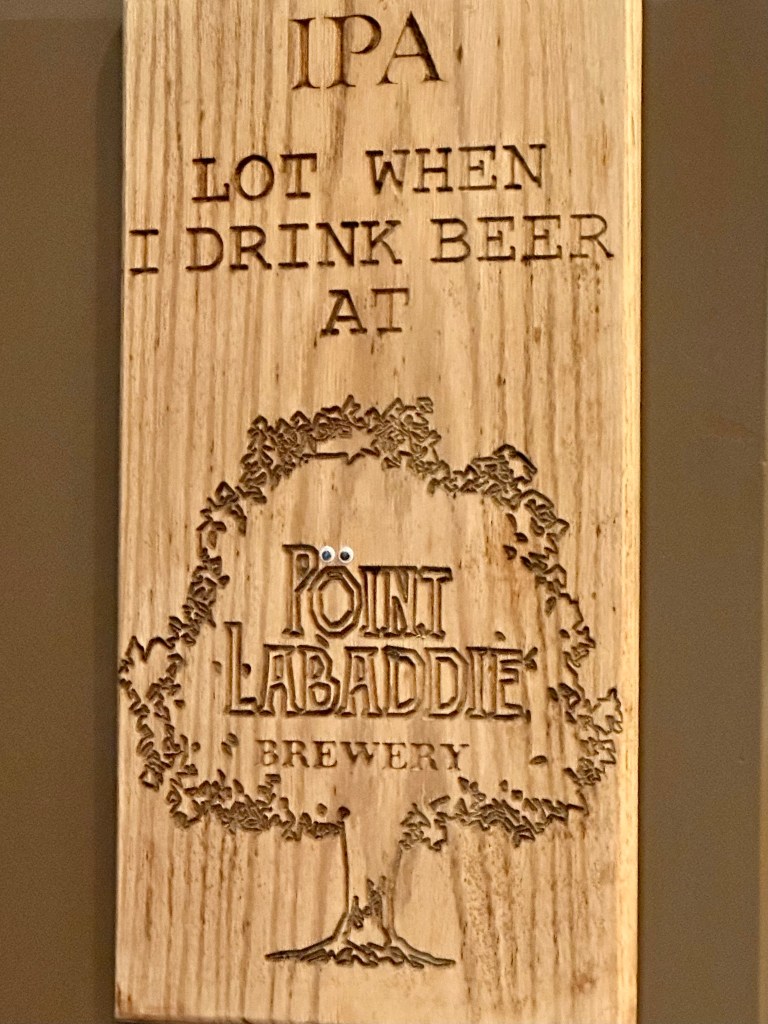 IPA
LOT WHEN
I DRINK BEER
AT
POINT
LABADDIE
BREWERY